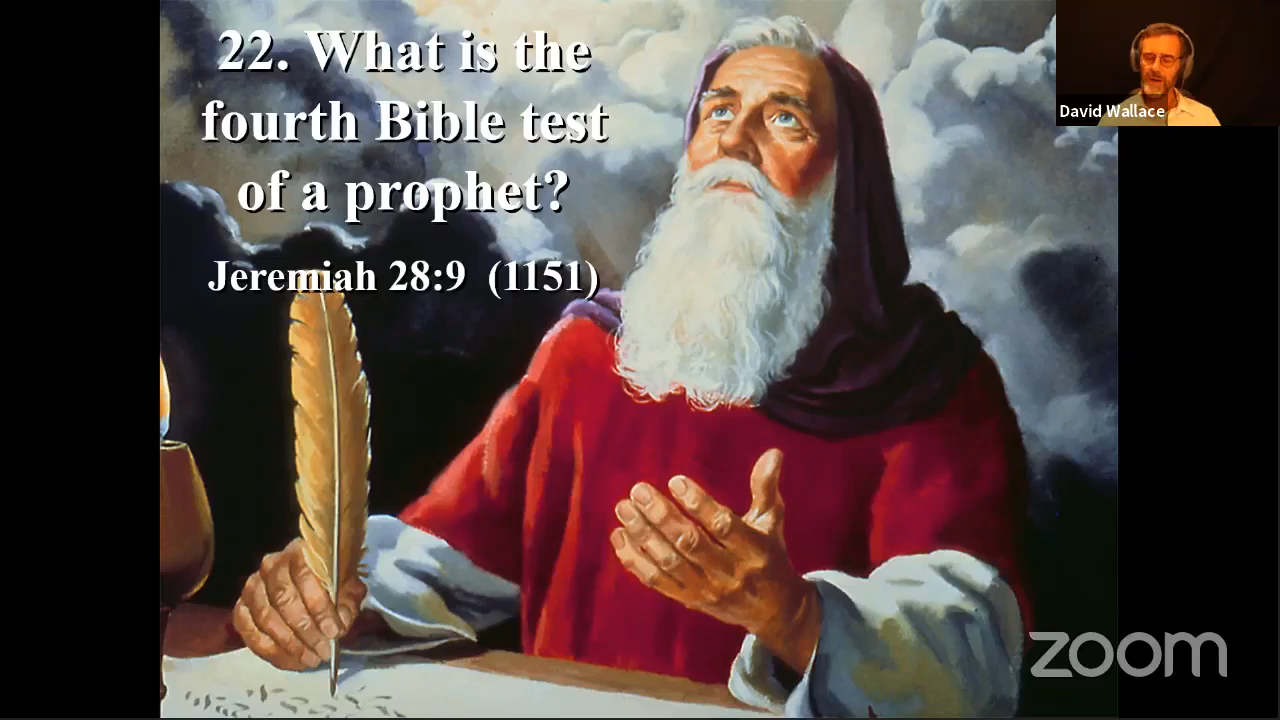 22. What is the
fourth Bible test
of a prophet?
Jeremiah 28:9 (1151)
David Wallace
zoom